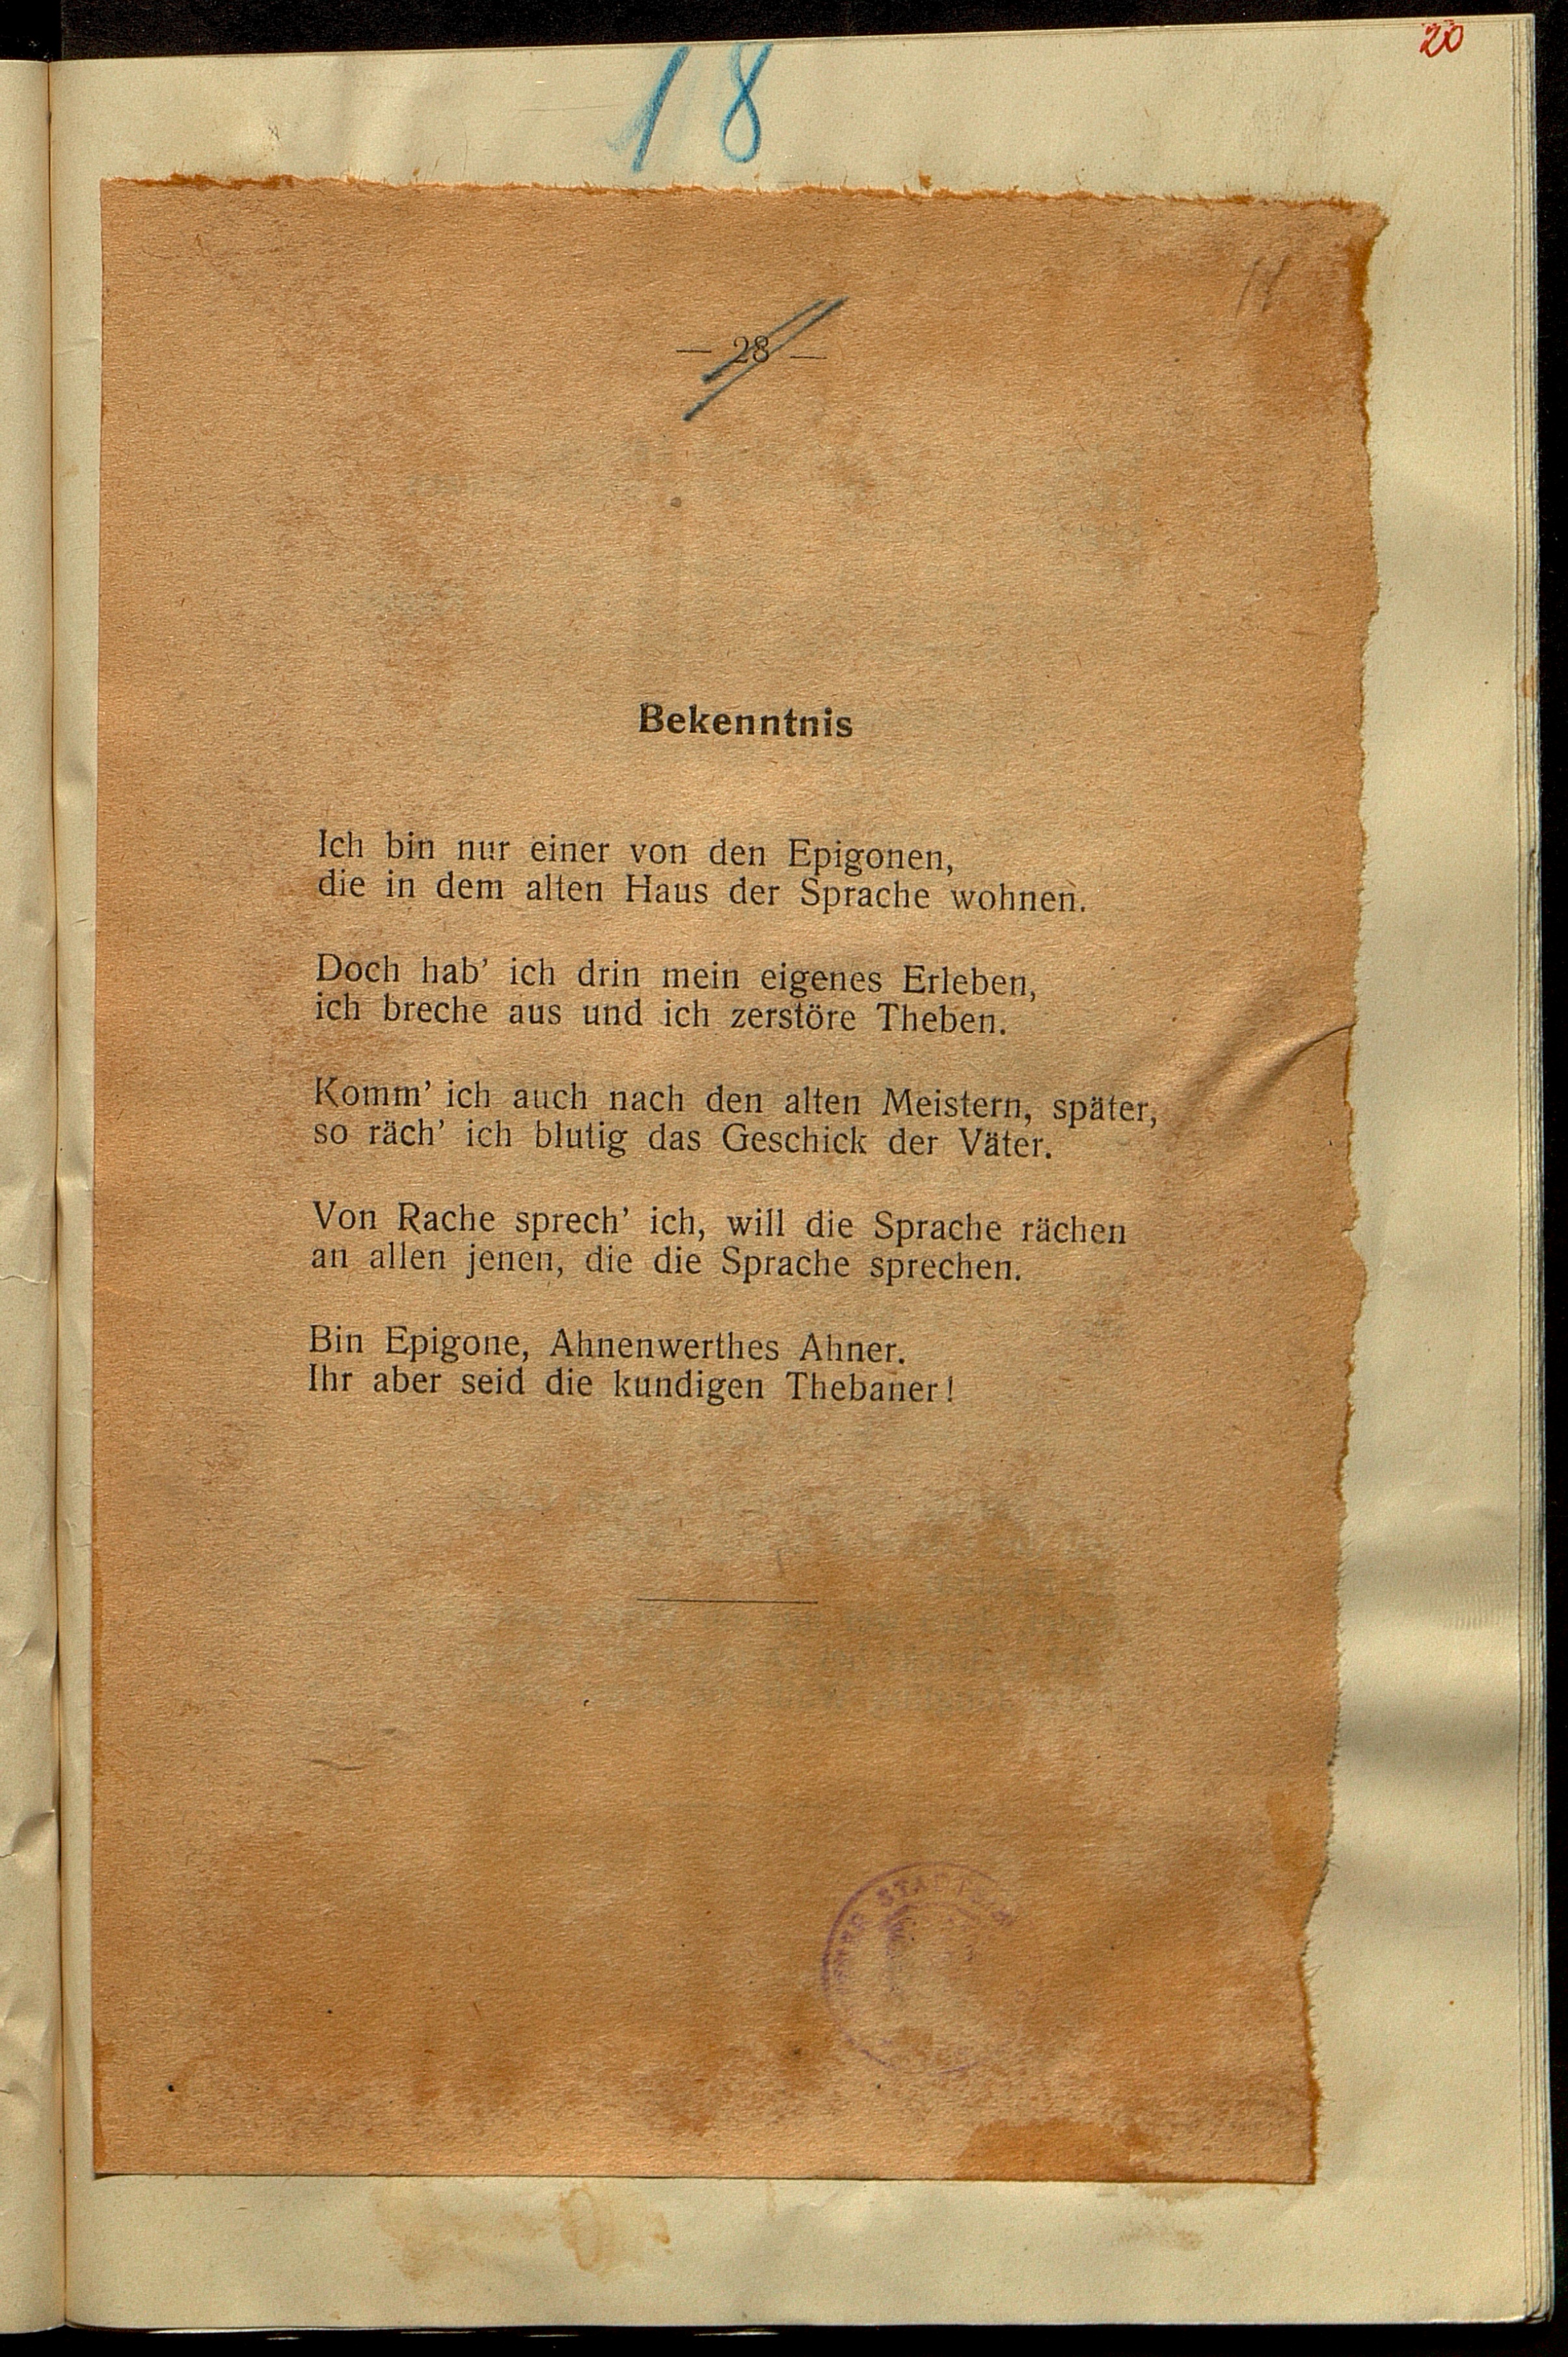 20
18
— 28 —
Bekenntnis
Ich bin nur einer von den Epigonen,
die in dem alten Haus der Sprache wohnen.
Doch hab' ich drin mein eigenes Erleben,
ich breche aus und ich zerstöre Theben.
Komm' ich auch nach den alten Meistern, später,
so räch' ich blutig das Geschick der Väter.
Von Rache sprech' ich, will die Sprache rächen
an allen jenen, die die Sprache sprechen.
Bin Epigone, Ahnenwerthes Ahner.
Ihr aber seid die kundigen Thebaner!